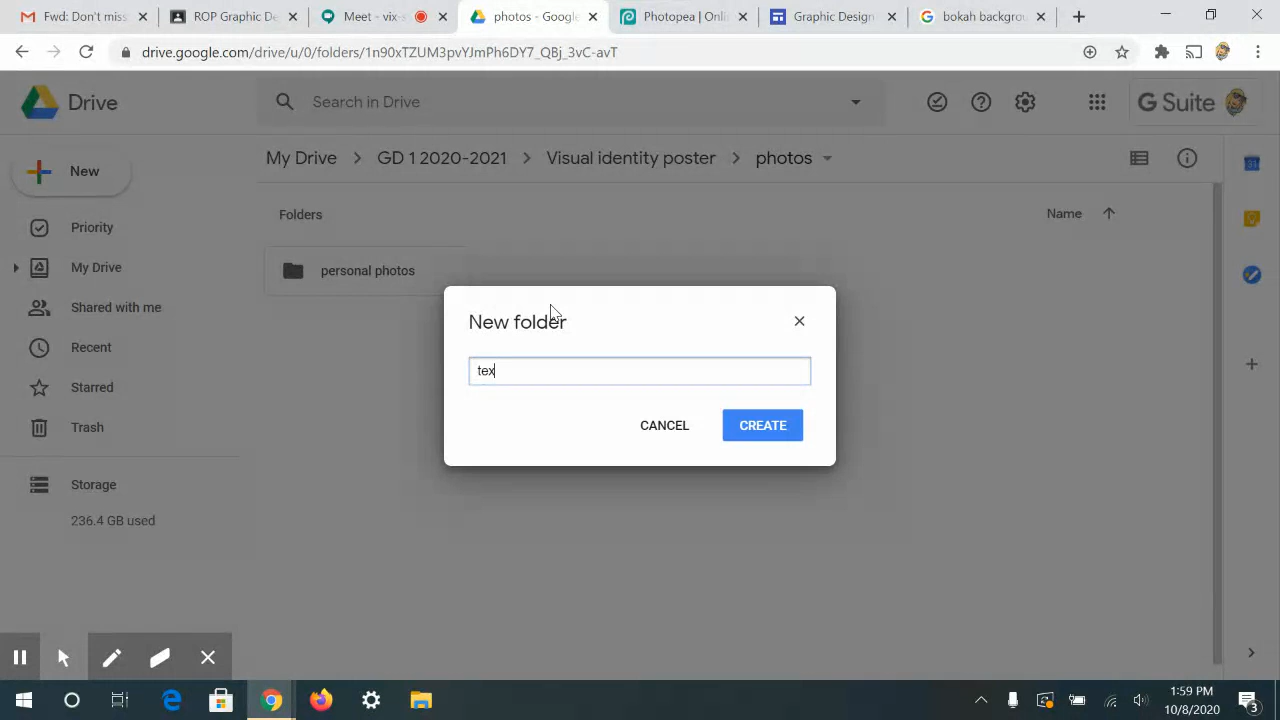 Fwd: Don't miss
ROP Graphic De
Meet - vix-s
photos - Google
Photopea | Onli
Graphic Design
bokah backgrou
drive.google.com/drive/u/0/folders/1n90xTZUM3pvYJmPh6DY7_QBj_3vC-avT
Drive
Search in Drive
G Suite
New
My Drive > GD 1 2020-2021 > Visual identity poster > photos
Folders
Name
Priority
My Drive
Shared with me
Recent
Starred
Trash
Storage
236.4 GB used
personal photos
New folder
tex
CANCEL
CREATE
1:59 PM
10/8/2020
3